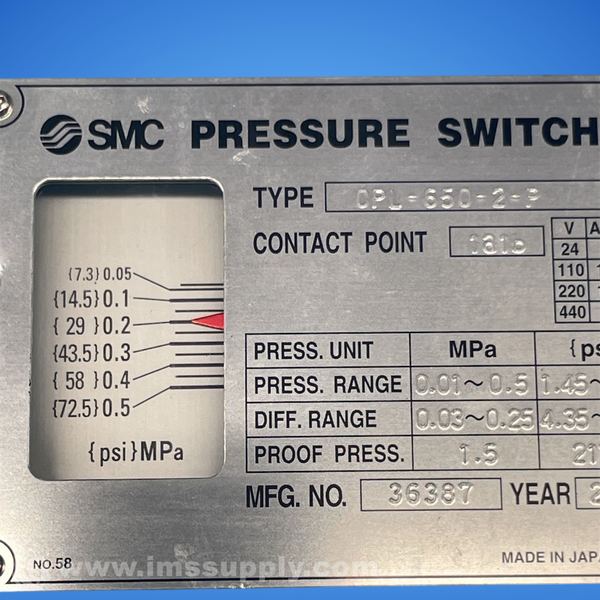 SMC PRESSURE SWITCH
TYPE CPL-650-2-P
CONTACT POINT 1a1b
V A
24
110
220
440
{7.3}0.05
{14.5}0.1
{ 29 }0.2
{43.5}0.3
{ 58 }0.4
{72.5}0.5
{psi}MPa
PRESS. UNIT MPa {ps
PRESS. RANGE 0.01~0.5 1.45~
DIFF. RANGE 0.03~0.25 4.35~
PROOF PRESS. 1.5 21
MFG. NO. 36387 YEAR 2
NO.58
MADE IN JAPA
www.imssupply.com